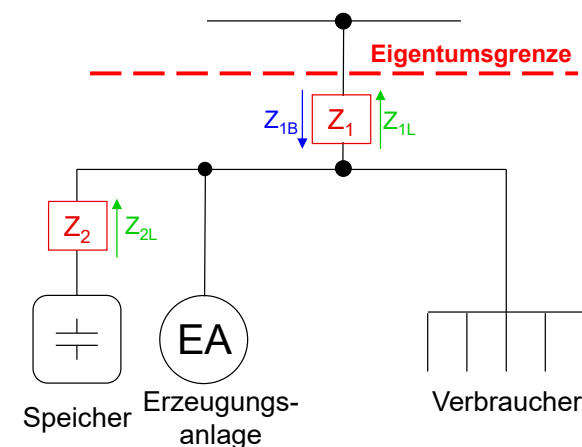 Eigentumsgrenze
Z1B Z1 Z1L
Z2 Z2L
EA
Speicher
Erzeugungs-
anlage
Verbraucher